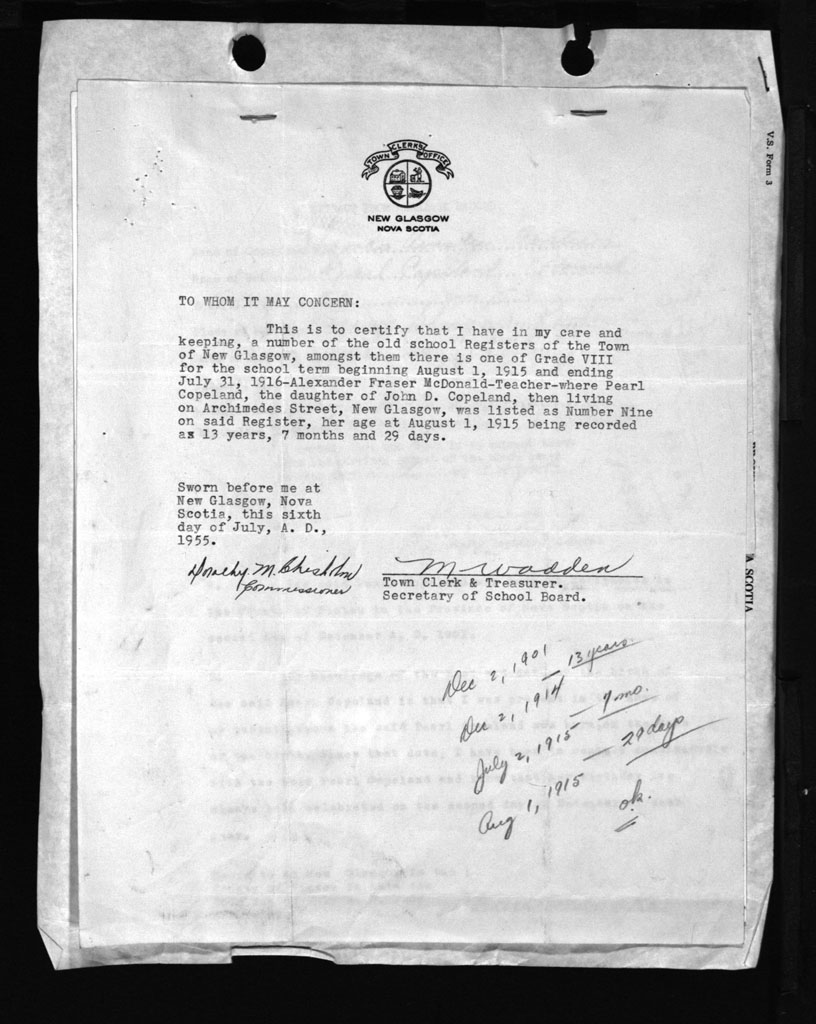 TOWN CLERKS OFFICE
NEW GLASGOW
NOVA SCOTIA
V.S. Form 3
TO WHOM IT MAY CONCERN:
This is to certify that I have in my care and
keeping, a number of the old school Registers of the Town
of New Glasgow, amongst them there is one of Grade VIII
for the school term beginning August 1, 1915 and ending
July 31, 1916-Alexander Fraser McDonald-Teacher-where Pearl
Copeland, the daughter of John D. Copeland, then living
on Archimedes Street, New Glasgow, was listed as Number Nine
on said Register, her age at August 1, 1915 being recorded
as 13 years, 7 months and 29 days.
Sworn before me at
New Glasgow, Nova
Scotia, this sixth
day of July, A. D.,
1955.
Dorothy M. Chisholm
Commissioner
M Wadden
Town Clerk & Treasurer.
Secretary of School Board.
A SCOTIA
Dec 2, 1901
Dec 2, 1914 — 13 years.
July 2, 1915 — 7 mo.
Aug 1, 1915 — 29 days
o.k.